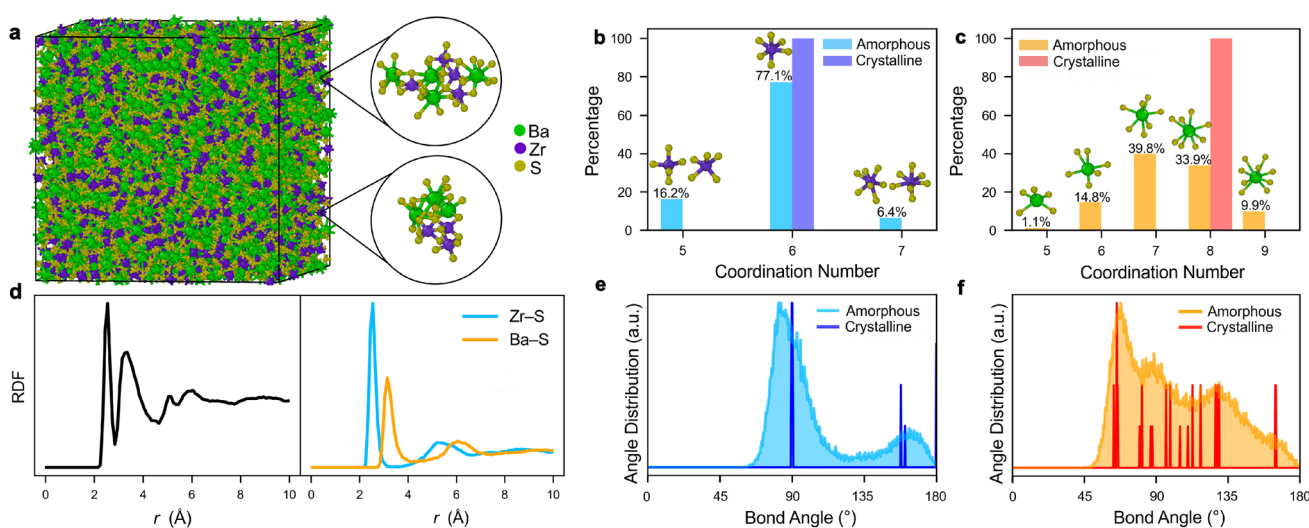 a
Ba
Zr
S
b
Percentage
100
80
60
40
20
0
Amorphous
Crystalline
16.2%
77.1%
6.4%
5
6
7
Coordination Number
c
Percentage
100
80
60
40
20
0
Amorphous
Crystalline
1.1%
14.8%
39.8%
33.9%
9.9%
5
6
7
8
9
Coordination Number
d
RDF
0
2
4
6
8
10
r (Å)
Zr–S
Ba–S
0
2
4
6
8
10
r (Å)
e
Angle Distribution (a.u.)
Amorphous
Crystalline
0
45
90
135
180
Bond Angle (°)
f
Angle Distribution (a.u.)
Amorphous
Crystalline
0
45
90
135
180
Bond Angle (°)